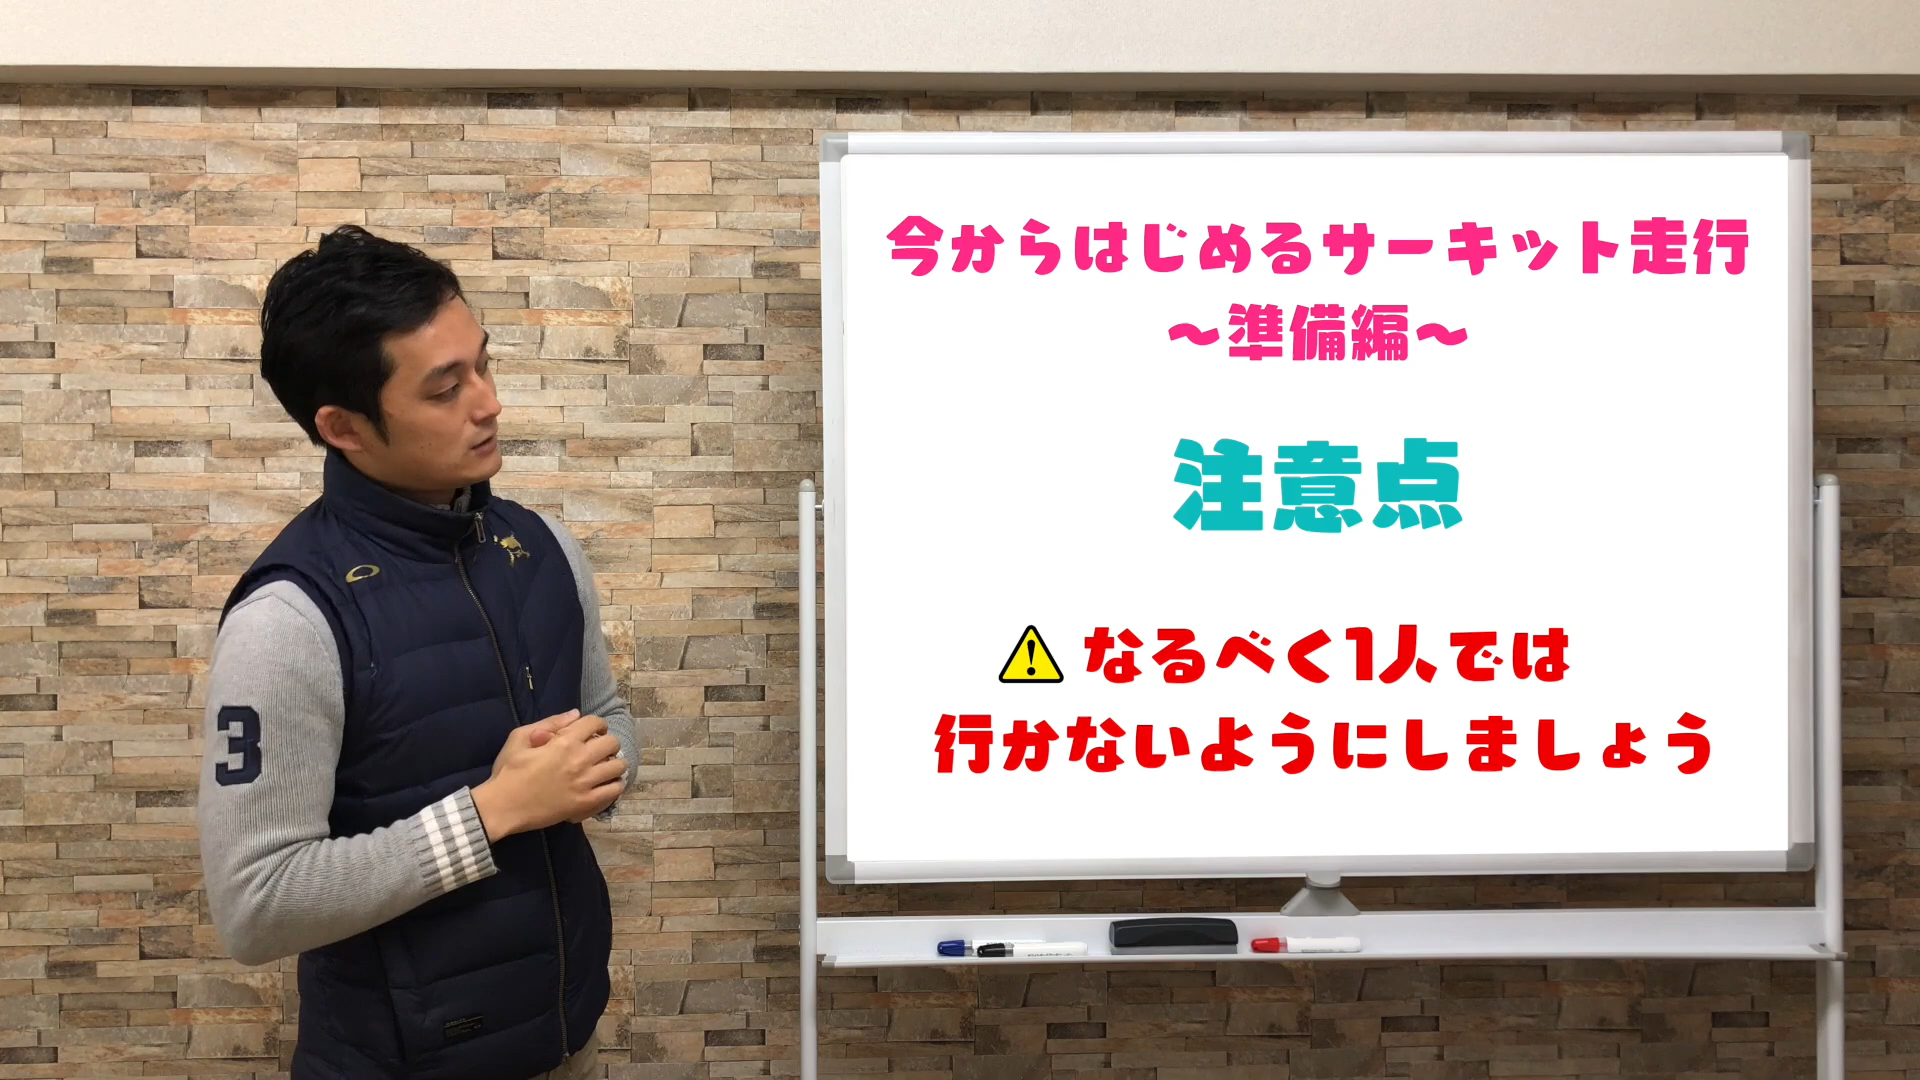 今からはじめるサーキット走行
～準備編～
注意点
なるべく1人では
行かないようにしましょう
3